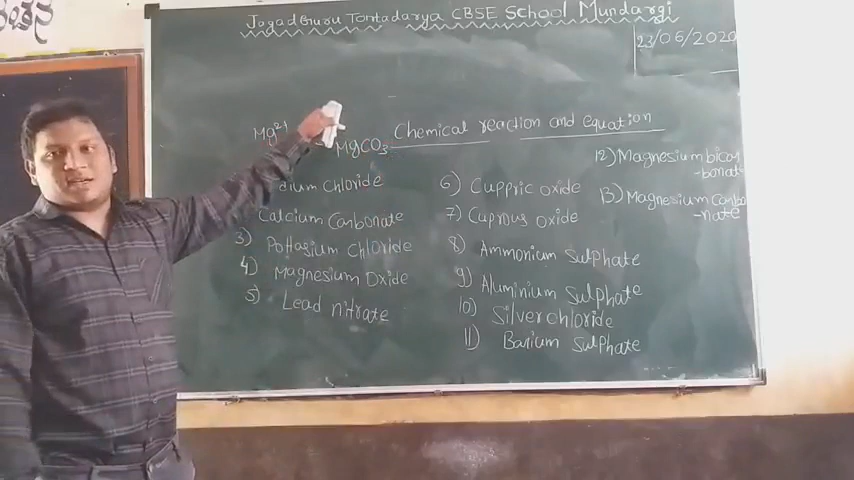 ಂಚನ
Jagadguru Tontadarya CBSE School Mundargi
23/06/2020
Chemical reaction and equation
Mg²⁺
MgCO₃
dium Chloride
Calcium Carbonate
3) Pottasium Chloride
4) Magnesium Oxide
5) Lead nitrate
6) Cuppric oxide
7) Cuprous oxide
8) Ammonium Sulphate
9) Aluminium Sulphate
10) Silverchloride
11) Barium Sulphate
12) Magnesium bicar
-bonate
13) Magnesium Carbo
-nate